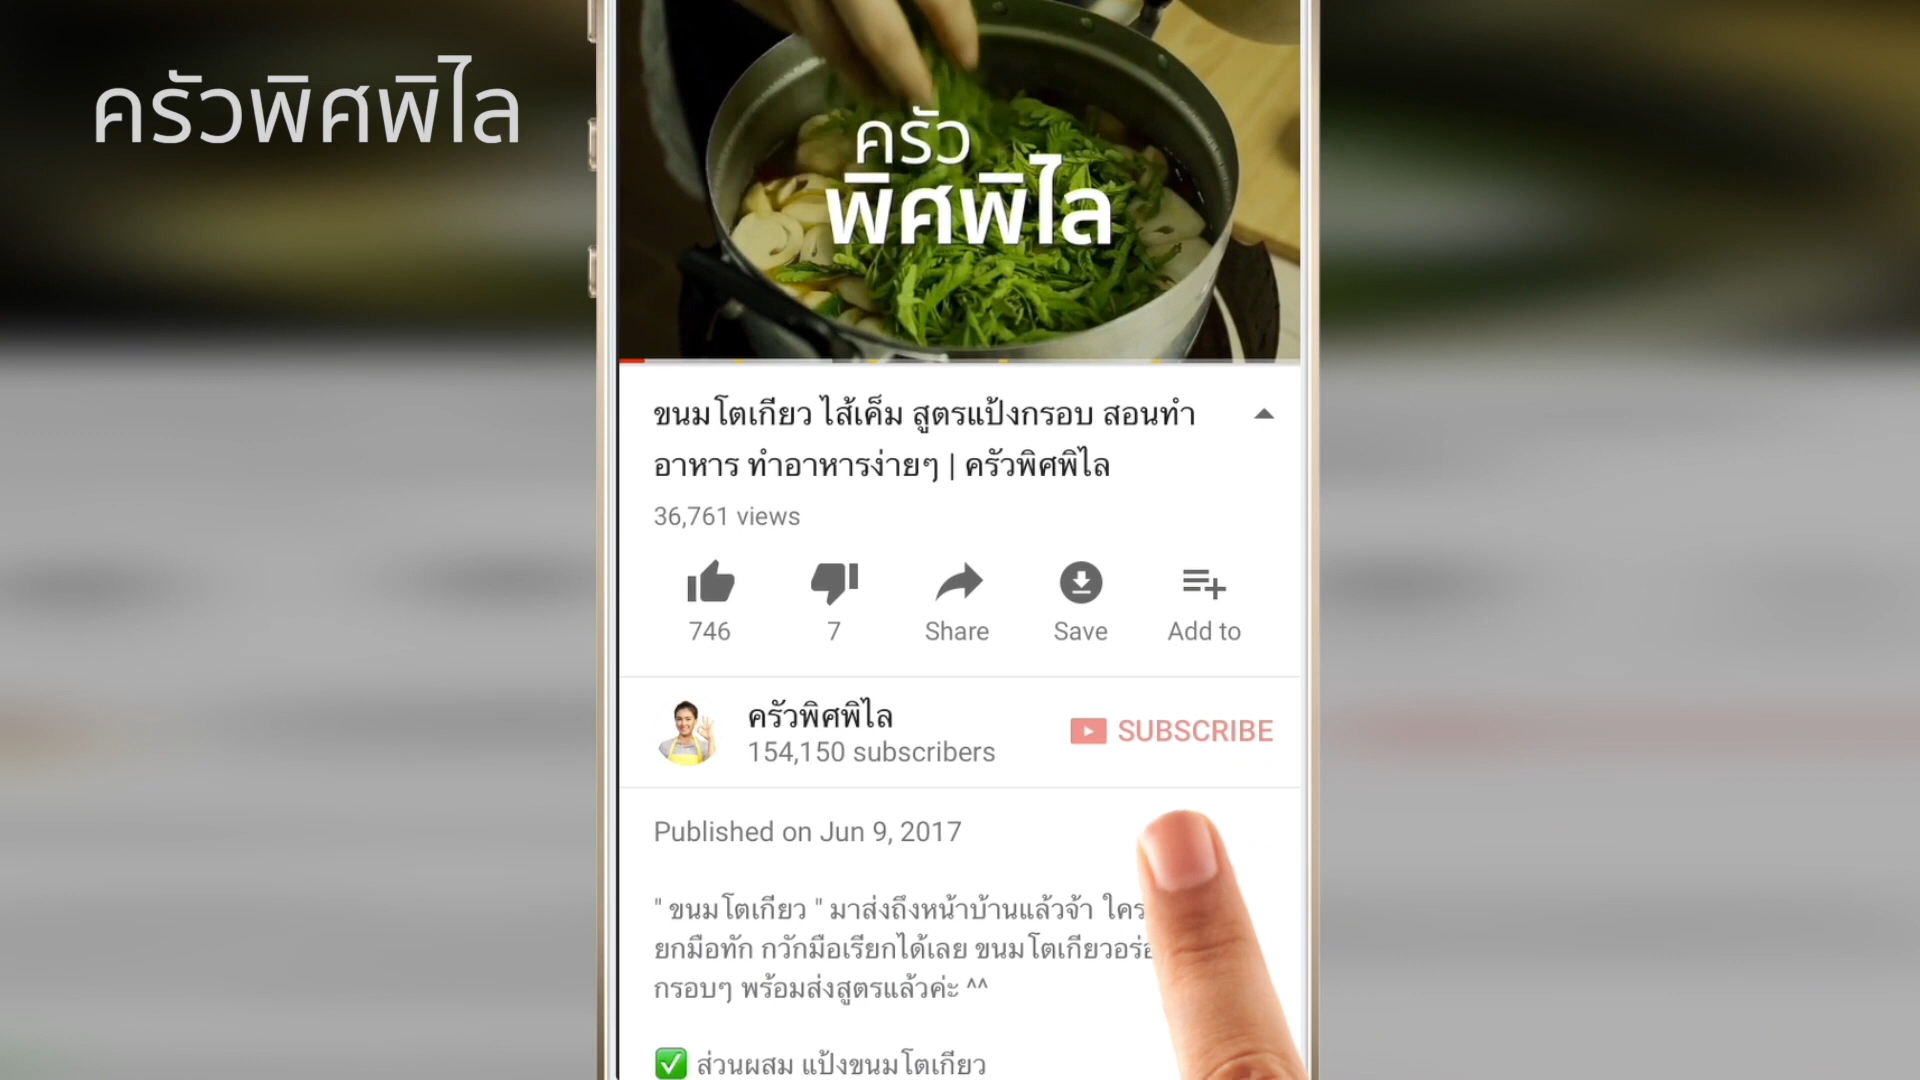 ครัวพิศพิไล
ครัว
พิศพิไล
ขนมโตเกียว ไส้เค็ม สูตรแป้งกรอบ สอนทำ
อาหาร ทำอาหารง่ายๆ | ครัวพิศพิไล
36,761 views
746
7
Share
Save
Add to
ครัวพิศพิไล
154,150 subscribers
SUBSCRIBE
Published on Jun 9, 2017
" ขนมโตเกียว " มาส่งถึงหน้าบ้านแล้วจ้า ใคร
ยกมือทัก กวักมือเรียกได้เลย ขนมโตเกียว
กรอบๆ พร้อมส่งสูตรแล้วค่ะ ^^
✅ ส่วนผสม แป้งขนมโตเกียว